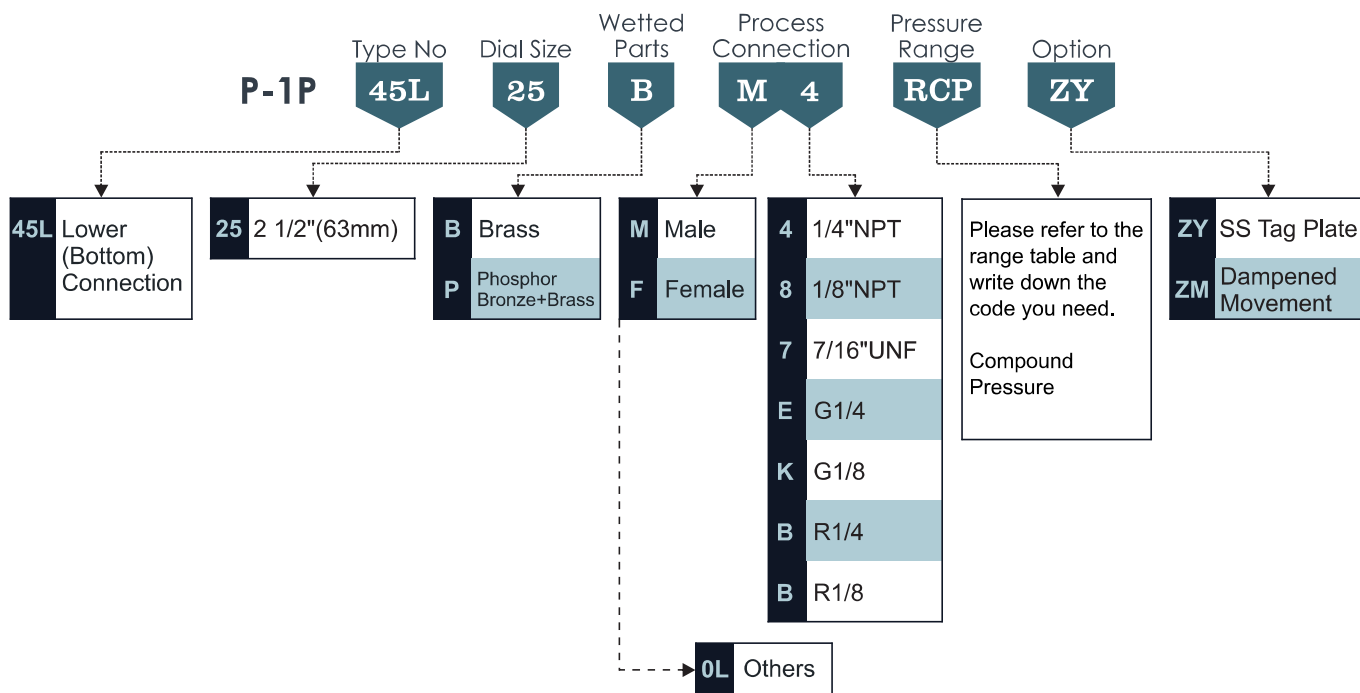 Type No
Dial Size
Wetted
Parts
Process
Connection
Pressure
Range
Option
P-1P
45L
25
B
M
4
RCP
ZY
45L
Lower
(Bottom)
Connection
25
2 1/2"(63mm)
B
Brass
P
Phosphor
Bronze+Brass
M
Male
F
Female
4
1/4"NPT
8
1/8"NPT
7
7/16"UNF
E
G1/4
K
G1/8
B
R1/4
B
R1/8
Please refer to the
range table and
write down the
code you need.
Compound
Pressure
ZY
SS Tag Plate
ZM
Dampened
Movement
0L
Others